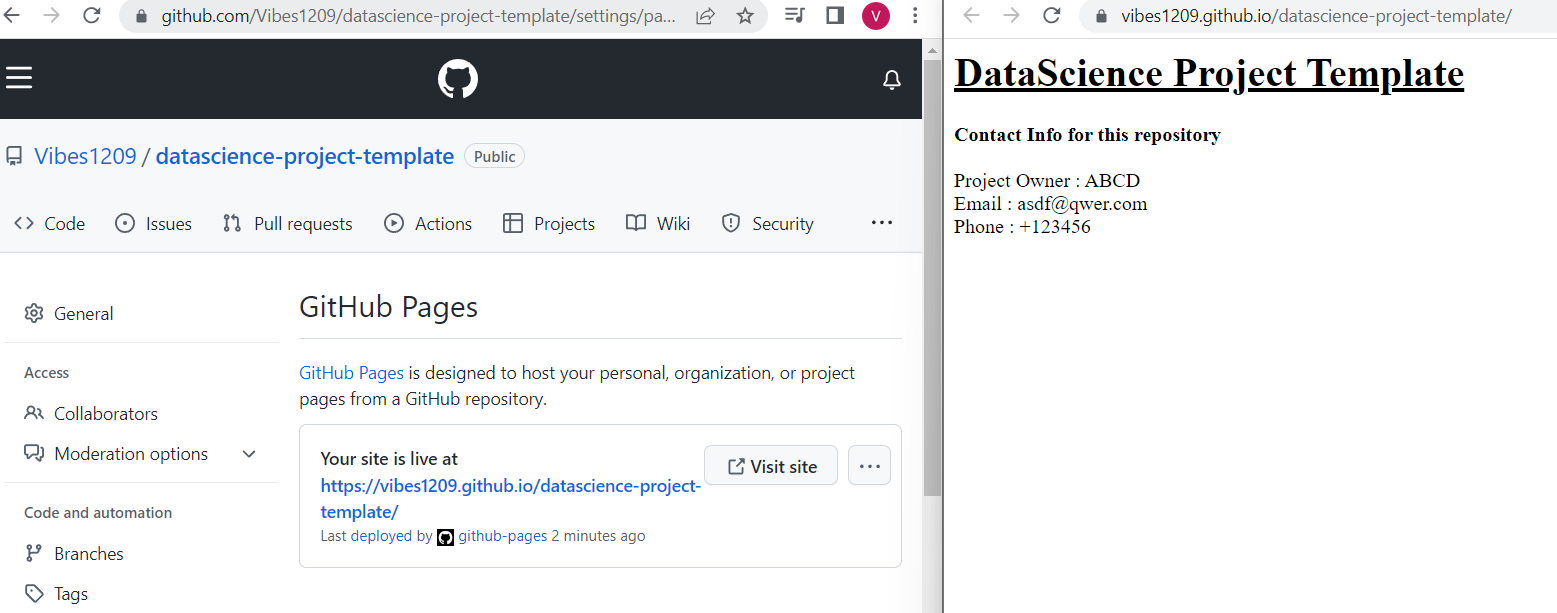 github.com/Vibes1209/datascience-project-template/settings/pa...
V
Vibes1209 / datascience-project-template Public
Code Issues Pull requests Actions Projects Wiki Security ...
General
Access
Collaborators
Moderation options
Code and automation
Branches
Tags
GitHub Pages
GitHub Pages is designed to host your personal, organization, or project
pages from a GitHub repository.
Your site is live at
https://vibes1209.github.io/datascience-project-
template/
Last deployed by github-pages 2 minutes ago
Visit site
...
vibes1209.github.io/datascience-project-template/
DataScience Project Template
Contact Info for this repository
Project Owner : ABCD
Email : asdf@qwer.com
Phone : +123456